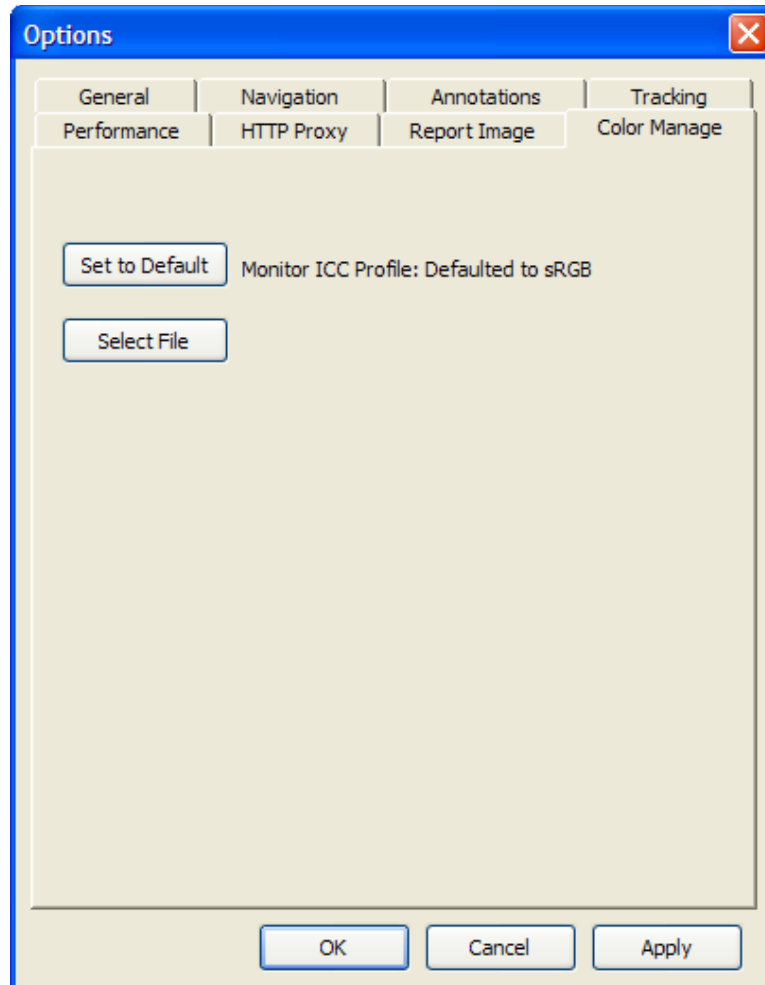 Options
General Navigation Annotations Tracking
Performance HTTP Proxy Report Image Color Manage
Set to Default Monitor ICC Profile: Defaulted to sRGB
Select File
OK Cancel Apply